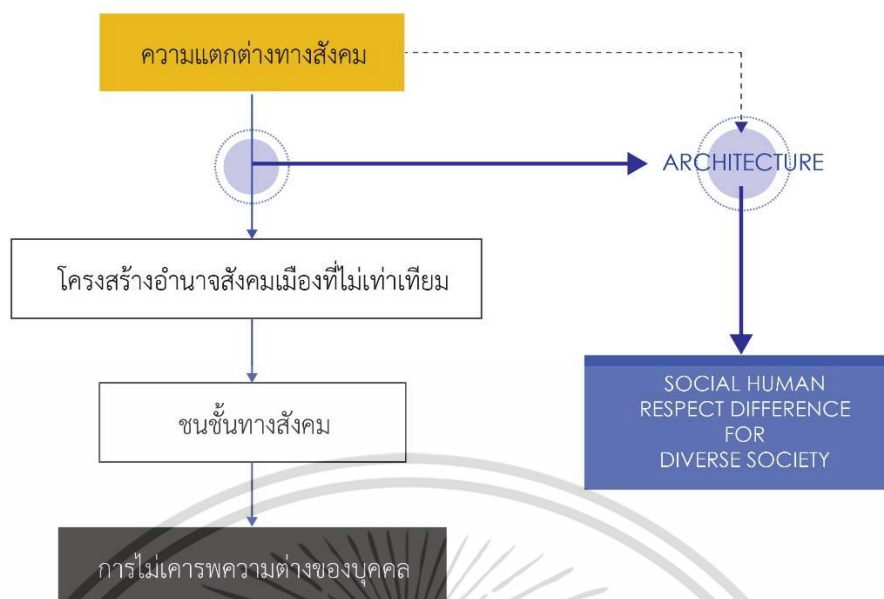 ความแตกต่างทางสังคม
ARCHITECTURE
โครงสร้างอำนาจสังคมเมืองที่ไม่เท่าเทียม
ชนชั้นทางสังคม
SOCIAL HUMAN
RESPECT DIFFERENCE
FOR
DIVERSE SOCIETY
การไม่เคารพความต่างของบุคคล